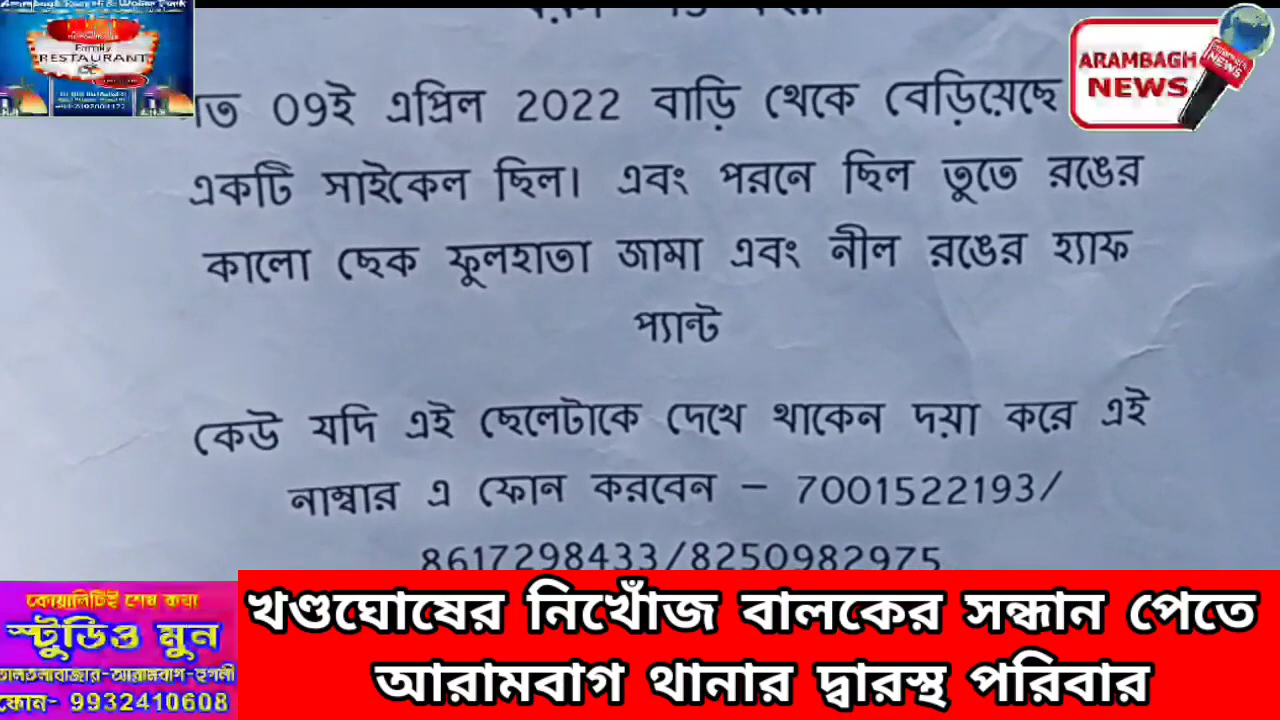 RESTAURANT
Family
ARAMBAGH
NEWS
09ই এপ্রিল 2022 বাড়ি থেকে বেড়িয়েছে
একটি সাইকেল ছিল। এবং পরনে ছিল তুতে রঙের
কালো ছেক ফুলহাতা জামা এবং নীল রঙের হ্যাফ
প্যান্ট
কেউ যদি এই ছেলেটাকে দেখে থাকেন দয়া করে এই
নাম্বার এ ফোন করবেন – 7001522193/
8617298433/8250982975
কোয়ালিটিই শেষ কথা
স্টুডিও মুন
তালতলাবাজার-আরামবাগ-হুগলী
ফোন- 9932410608
খণ্ডঘোষের নিখোঁজ বালকের সন্ধান পেতে
আরামবাগ থানার দ্বারস্থ পরিবার